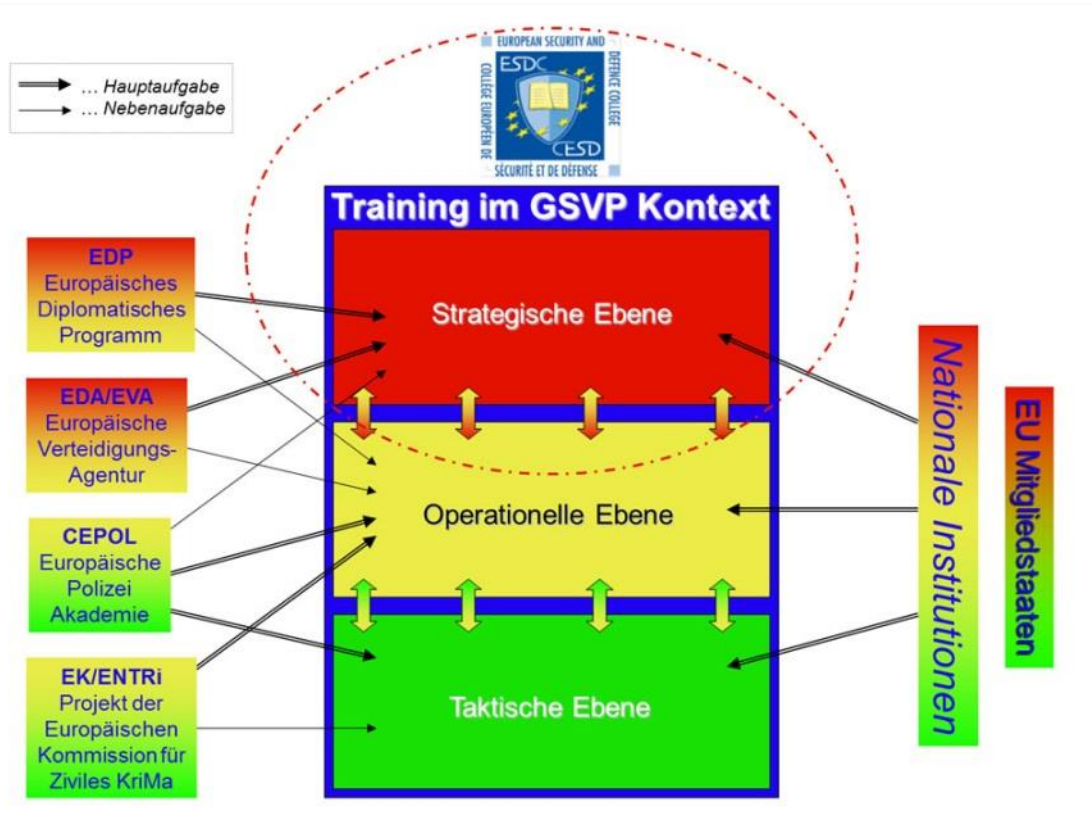 ... Hauptaufgabe
... Nebenaufgabe
EUROPEAN SECURITY AND
DEFENCE COLLEGE
COLLÈGE EUROPÉEN DE
SÉCURITÉ ET DE DÉFENSE
ESDC
CESD
Training im GSVP Kontext
Strategische Ebene
Operationelle Ebene
Taktische Ebene
EDP
Europäisches
Diplomatisches
Programm
EDA/EVA
Europäische
Verteidigungs-
Agentur
CEPOL
Europäische
Polizei
Akademie
EK/ENTRi
Projekt der
Europäischen
Kommission für
Ziviles KriMa
Nationale Institutionen
EU Mitgliedstaaten